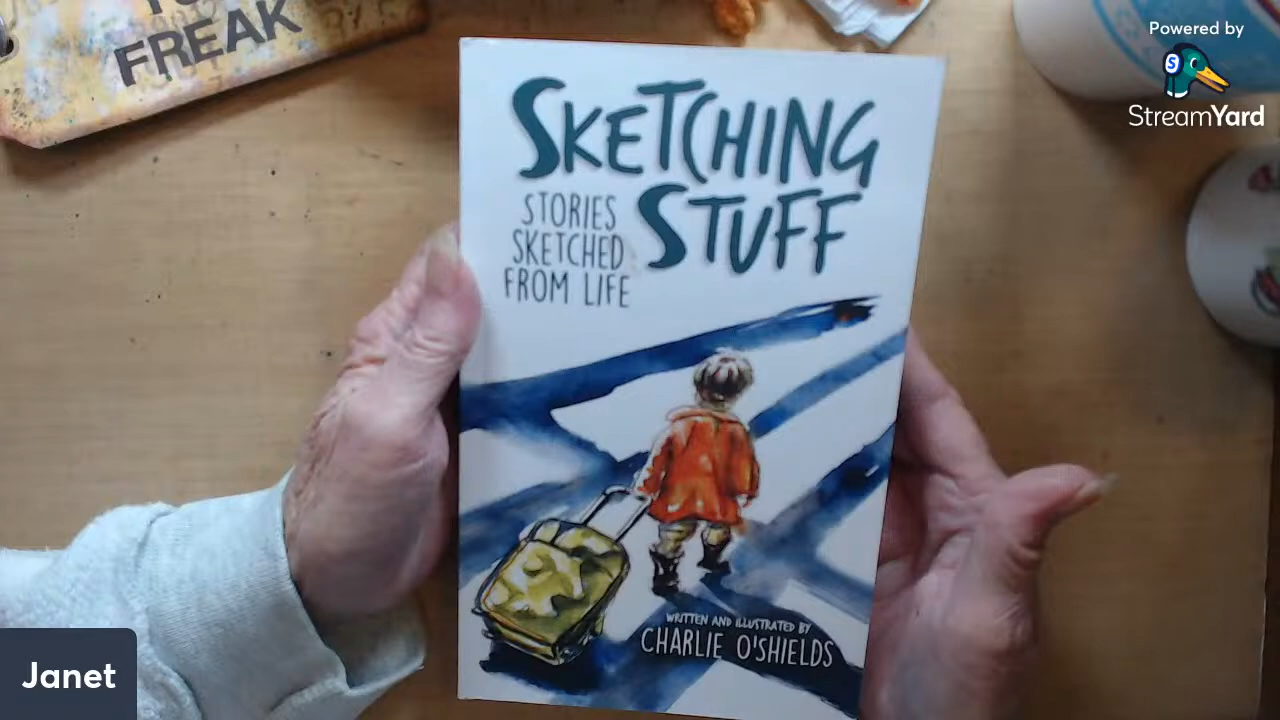 FREAK
Powered by
StreamYard
SKETCHING
STUFF
STORIES
SKETCHED
FROM LIFE
WRITTEN AND ILLUSTRATED BY
CHARLIE O'SHIELDS
Janet